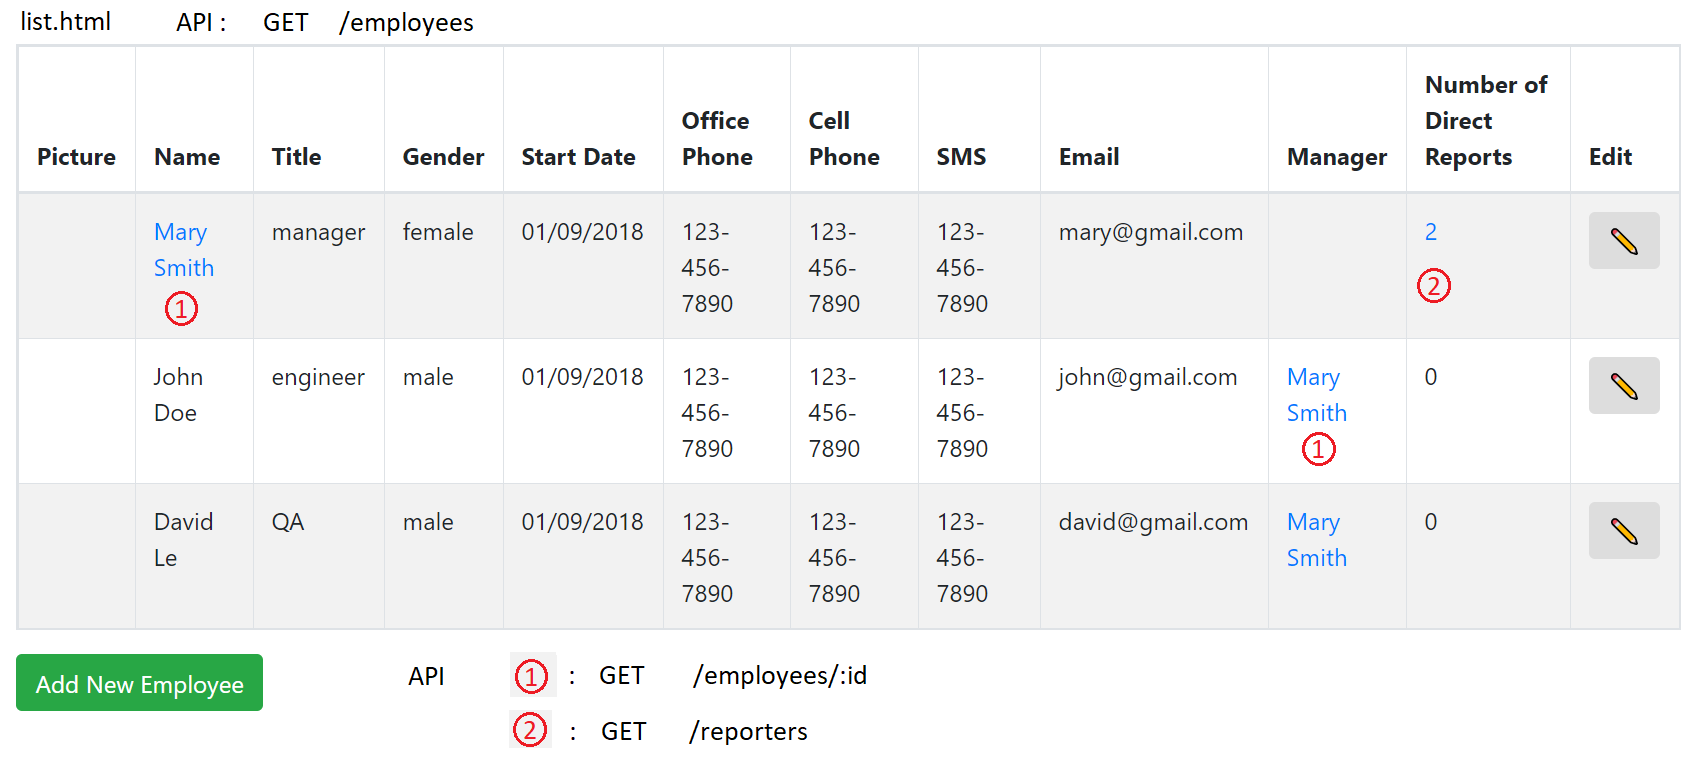 list.html API : GET /employees
Picture Name Title Gender Start Date Office Phone Cell Phone SMS Email Manager Number of Direct Reports Edit
Mary Smith ① manager female 01/09/2018 123-456-7890 123-456-7890 123-456-7890 mary@gmail.com 2 ②
John Doe engineer male 01/09/2018 123-456-7890 123-456-7890 123-456-7890 john@gmail.com Mary Smith ① 0
David Le QA male 01/09/2018 123-456-7890 123-456-7890 123-456-7890 david@gmail.com Mary Smith 0
Add New Employee API ① : GET /employees/:id
② : GET /reporters